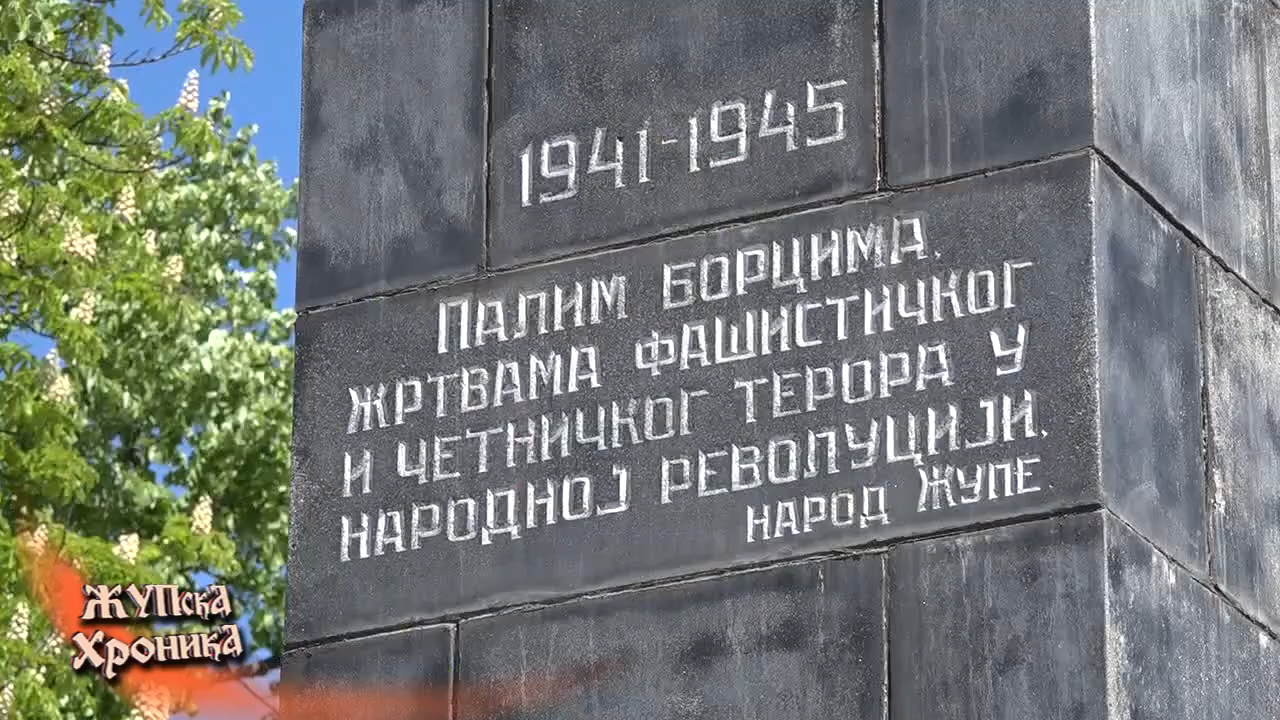 1941-1945
ПАЛИМ БОРЦИМА,
ЖРТВАМА ФАШИСТИЧКОГ
И ЧЕТНИЧКОГ ТЕРОРА У
НАРОДНОЈ РЕВОЛУЦИЈИ.
НАРОД ЖУПЕ.
ЖУПСКА
ХРОНИКА